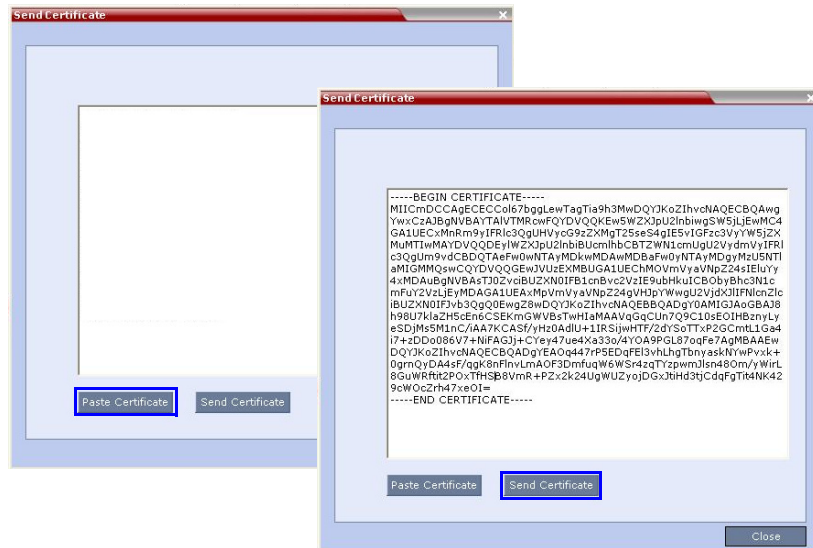 Send Certificate
Paste Certificate
Send Certificate
Send Certificate
-----BEGIN CERTIFICATE-----
MIICmDCCAgECECCol67bggLewTagTia9h3MwDQYJKoZIhvcNAQECBQAwg
YwxCzAJBgNVBAYTAlVTMRcwFQYDVQQKEw5WZXJpU2lnbiwgSW5jLjEwMC4
GA1UECxMnRm9yIFRlc3QgUHVycG9zZXMgT25seS4gIE5vIGFzc3VyYW5jZX
MuMTIwMAYDVQQDEylWZXJpU2lnbiBUcmlhbCBTZWN1cmUgU2VydmVyIFRl
c3QgUm9vdCBDQTAeFw0wNTAyMDkwMDAwMDBaFw0yNTAyMDgyMzU5NTl
aMIGMMQswCQYDVQQGEwJVUzEXMBUGA1UEChMOVmVyaVNpZ24sIEluYy
4xMDAuBgNVBAsTJ0ZvciBUZXN0IFB1cnBvc2VzIE9ubHkuICBObyBhc3N1c
mFuY2VzLjEyMDAGA1UEAxMpVmVyaVNpZ24gVHJpYWwgU2VjdXJlIFNlcnZlc
iBUZXN0IFJvb3QgQ0EwgZ8wDQYJKoZIhvcNAQEBBQADgY0AMIGJAoGBAJ8
h98U7klaZH5cEn6CSEKmGWVBsTwHIaMAAVqGqCUn7Q9C10sEOIHBznyLy
eSDjMs5M1nC/iAA7KCASf/yHz0AdlU+1IRSijwHTF/2dYSoTTxP2GCmtL1Ga4
i7+zDDo086V7+NiFAGJj+CYey47ue4Xa33o/4YOA9PGL87oqFe7AgMBAAEw
DQYJKoZIhvcNAQECBQADgYEAOq447rP5EDqFEl3vhLhgTbnyaskNYwPvxk+
0grnQyDA4sF/qgK8nFlnvLmAOF3DmfuqW6WSr4zqTYzpwmJlsn48Om/yWirL
8GuWRftit2POxTfHSB8VmR+PZx2k24UgWUZyojDGxJtiHd3tjCdqFgTit4NK42
9cWOcZrh47xeOI=
-----END CERTIFICATE-----
Paste Certificate
Send Certificate
Close